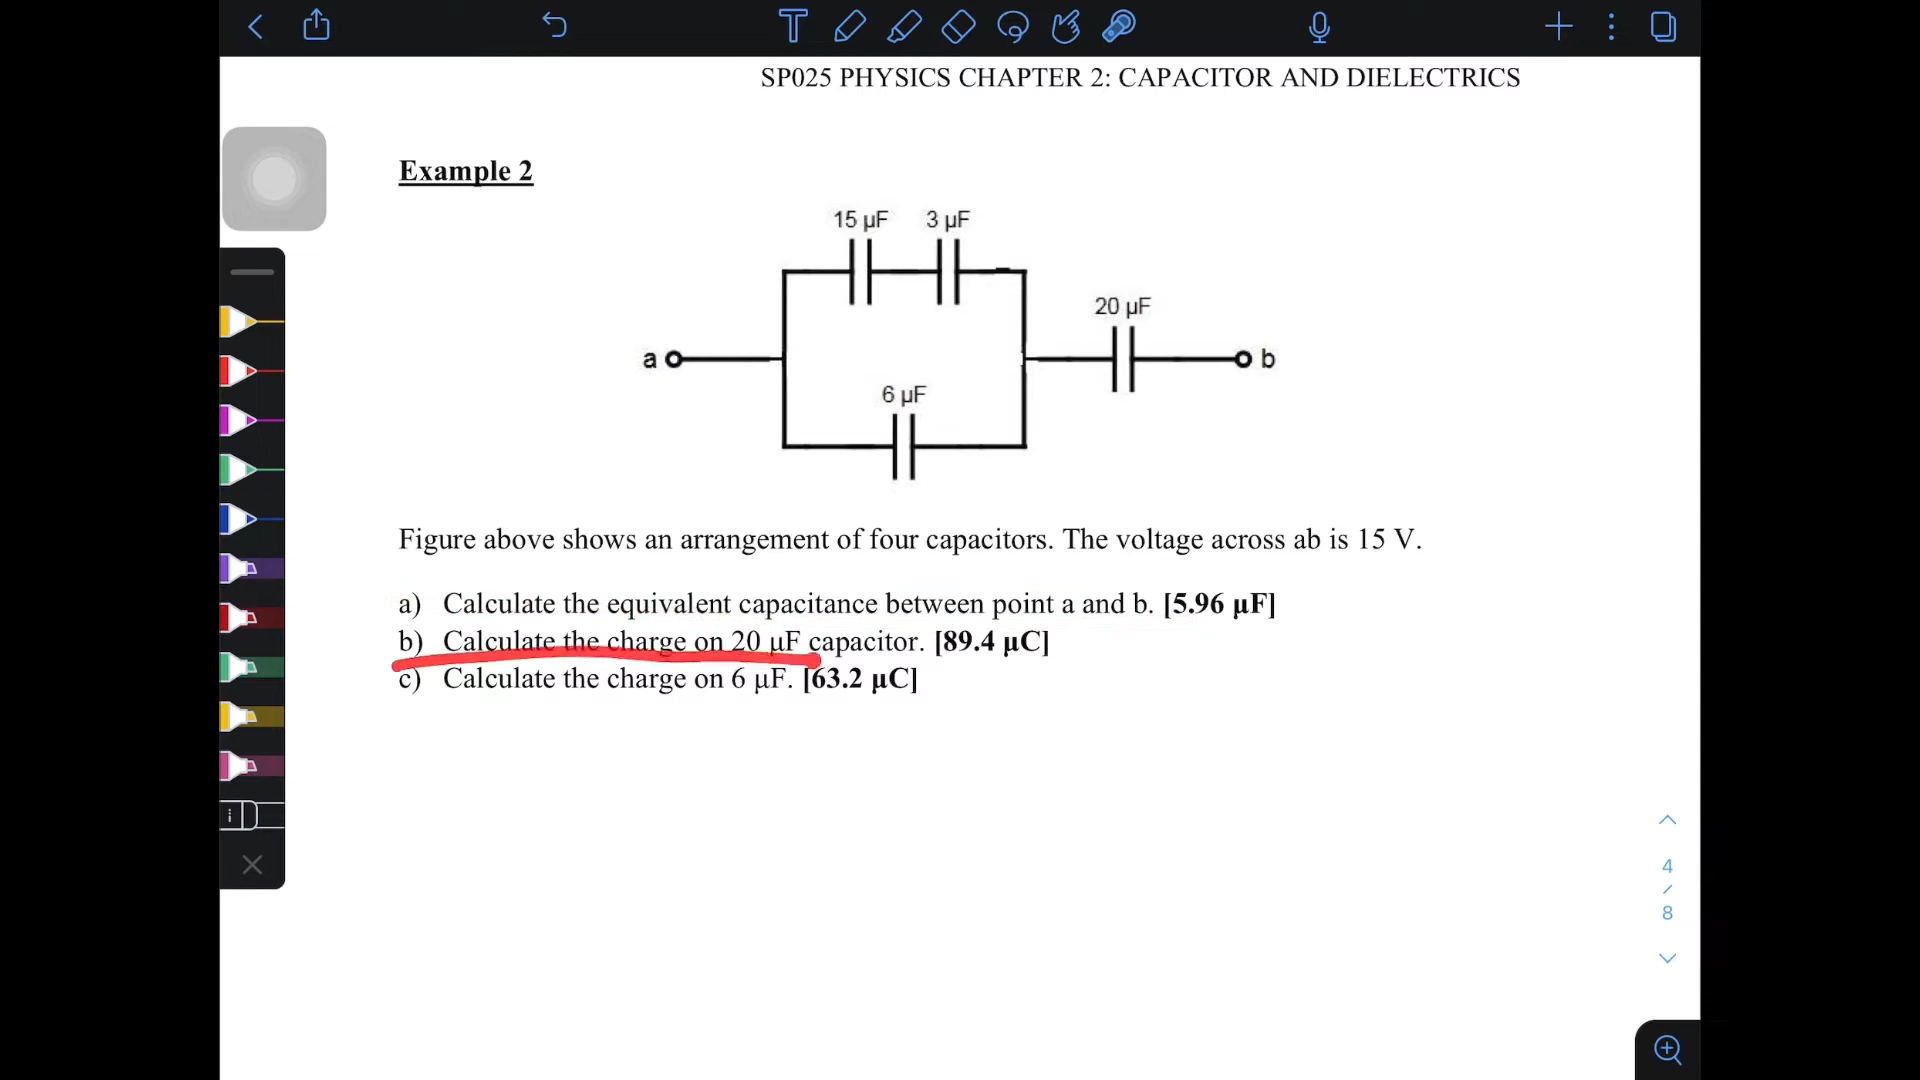 SP025 PHYSICS CHAPTER 2: CAPACITOR AND DIELECTRICS
Example 2
15 µF 3 µF
20 µF
a b
6 µF
Figure above shows an arrangement of four capacitors. The voltage across ab is 15 V.
a) Calculate the equivalent capacitance between point a and b. [5.96 µF]
b) Calculate the charge on 20 µF capacitor. [89.4 µC]
c) Calculate the charge on 6 µF. [63.2 µC]
4
/
8